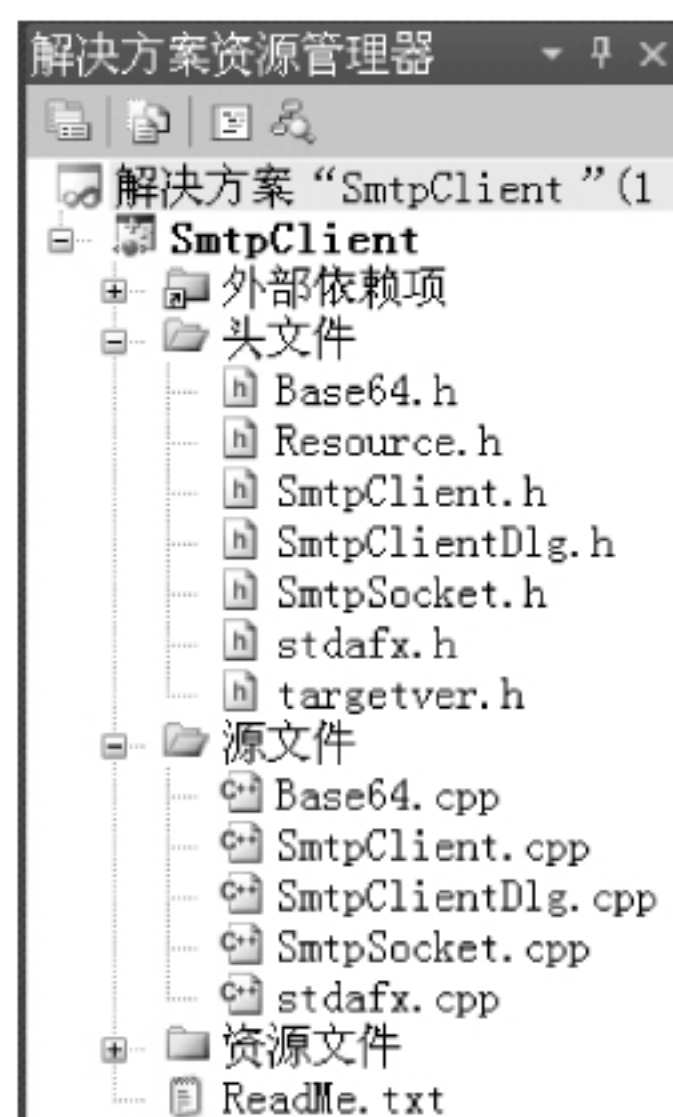 解决方案资源管理器
解决方案“SmtpClient”(1
SmtpClient
外部依赖项
头文件
Base64.h
Resource.h
SmtpClient.h
SmtpClientDlg.h
SmtpSocket.h
stdafx.h
targetver.h
源文件
Base64.cpp
SmtpClient.cpp
SmtpClientDlg.cpp
SmtpSocket.cpp
stdafx.cpp
资源文件
ReadMe.txt